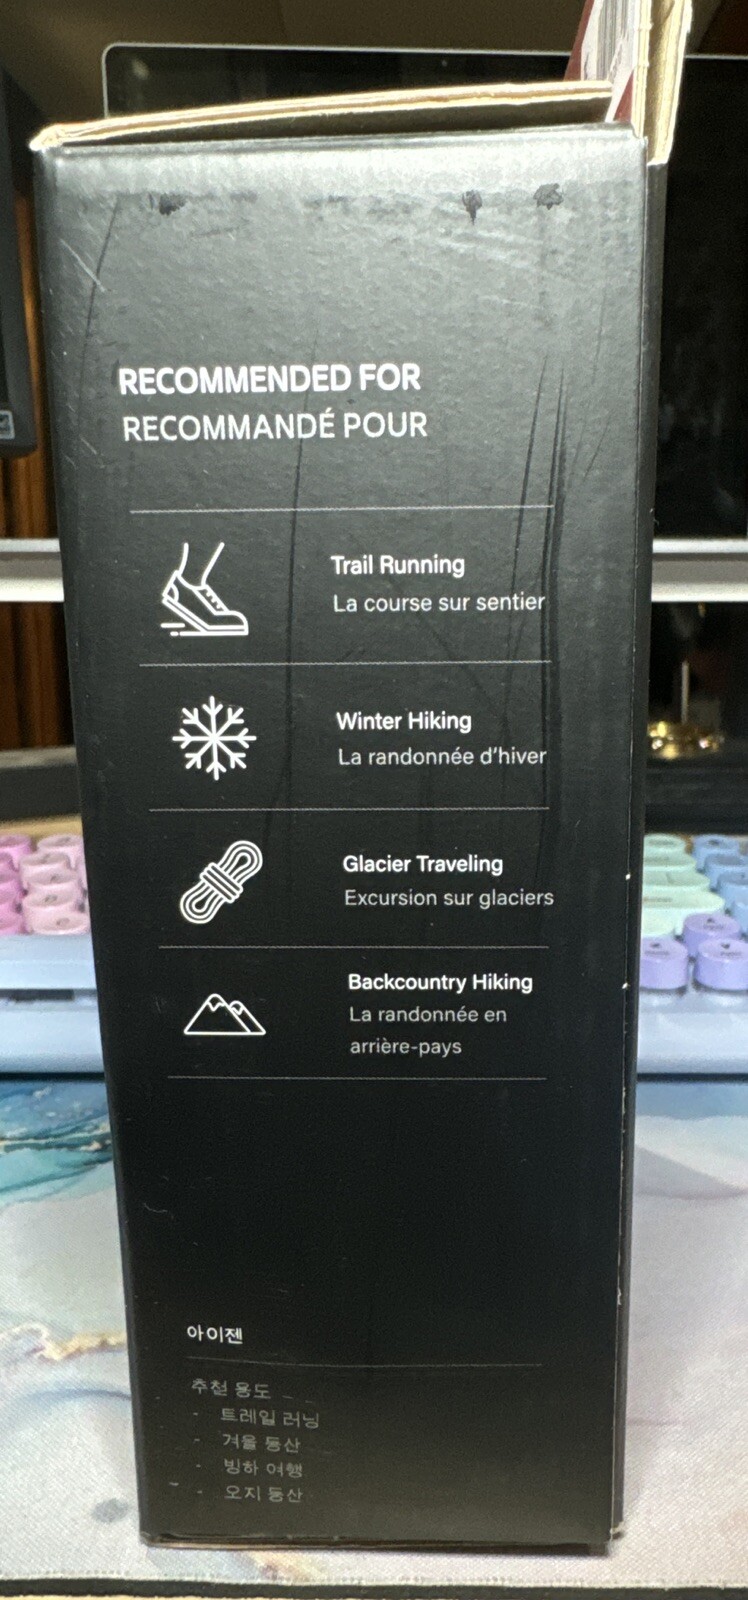 RECOMMENDED FOR
RECOMMANDÉ POUR
Trail Running
La course sur sentier
Winter Hiking
La randonnée d'hiver
Glacier Traveling
Excursion sur glaciers
Backcountry Hiking
La randonnée en
arrière-pays
아이젠
추천 용도
- 트레일 러닝
- 겨울 등산
- 빙하 여행
- 오지 등산